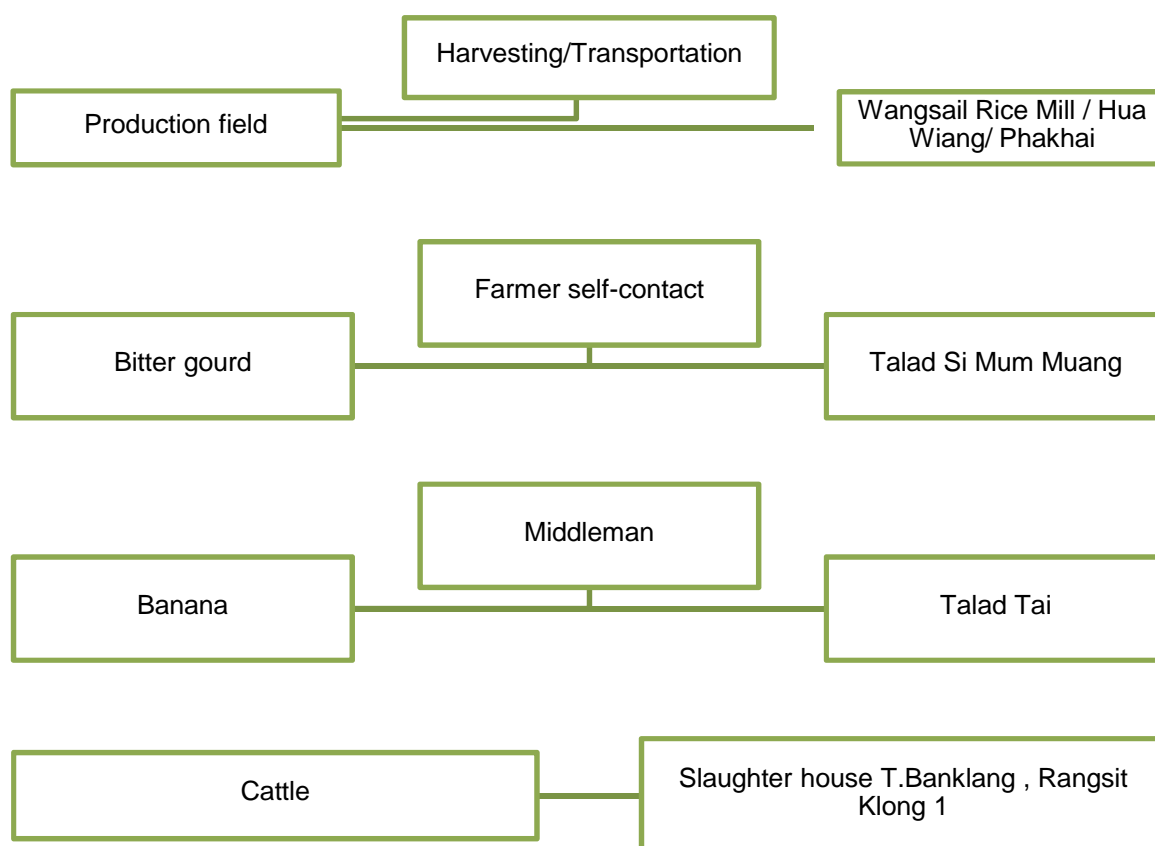 Harvesting/Transportation
Production field
Wangsail Rice Mill / Hua
Wiang/ Phakhai
Farmer self-contact
Bitter gourd
Talad Si Mum Muang
Middleman
Banana
Talad Tai
Cattle
Slaughter house T.Banklang , Rangsit
Klong 1